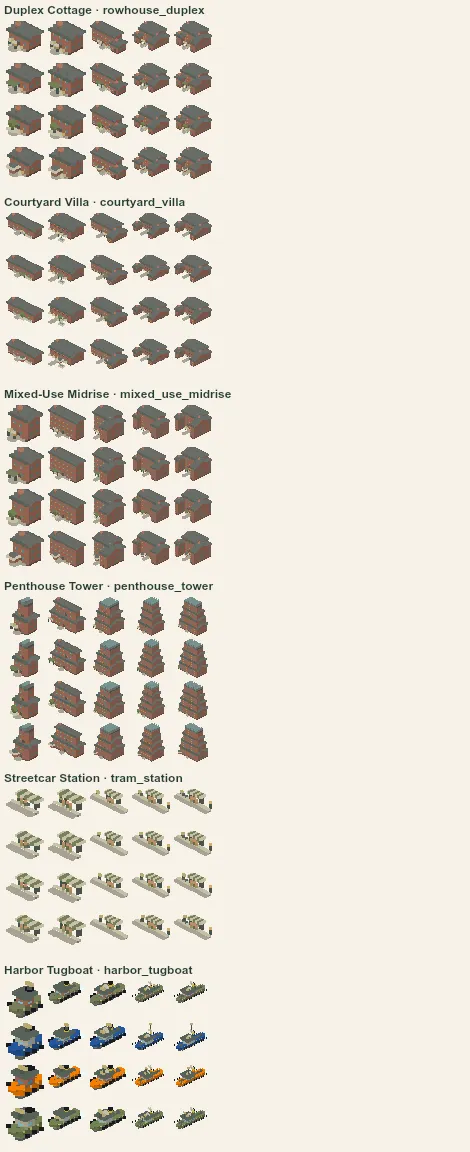 Duplex Cottage · rowhouse_duplex
Courtyard Villa · courtyard_villa
Mixed-Use Midrise · mixed_use_midrise
Penthouse Tower · penthouse_tower
Streetcar Station · tram_station
Harbor Tugboat · harbor_tugboat